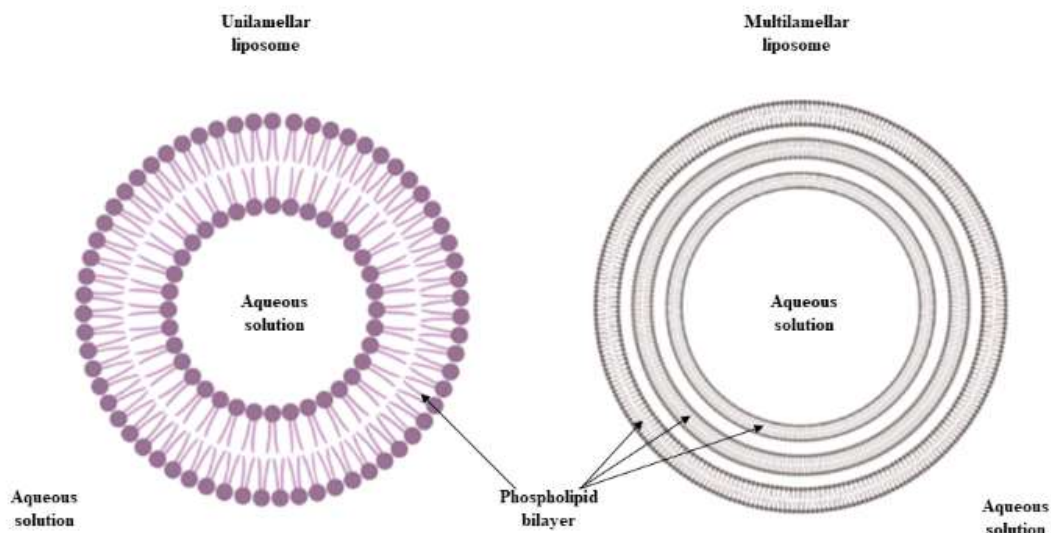 Unilamellar
liposome
Multilamellar
liposome
Aqueous
solution
Aqueous
solution
Aqueous
solution
Phospholipid
bilayer
Aqueous
solution